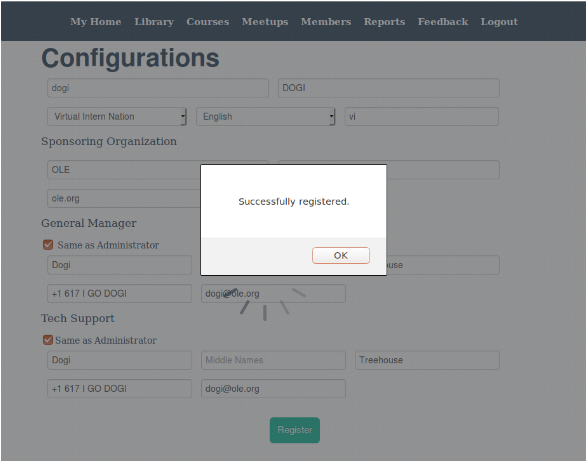 My Home Library Courses Meetups Members Reports Feedback Logout
Configurations
dogi DOGI
Virtual Intern Nation English vi
Sponsoring Organization
OLE
ole.org
Successfully registered.
OK
General Manager
Same as Administrator
Dogi
+1 617 I GO DOGI dogi@ole.org
Tech Support
Same as Administrator
Dogi Middle Names Treehouse
+1 617 I GO DOGI dogi@ole.org
Register